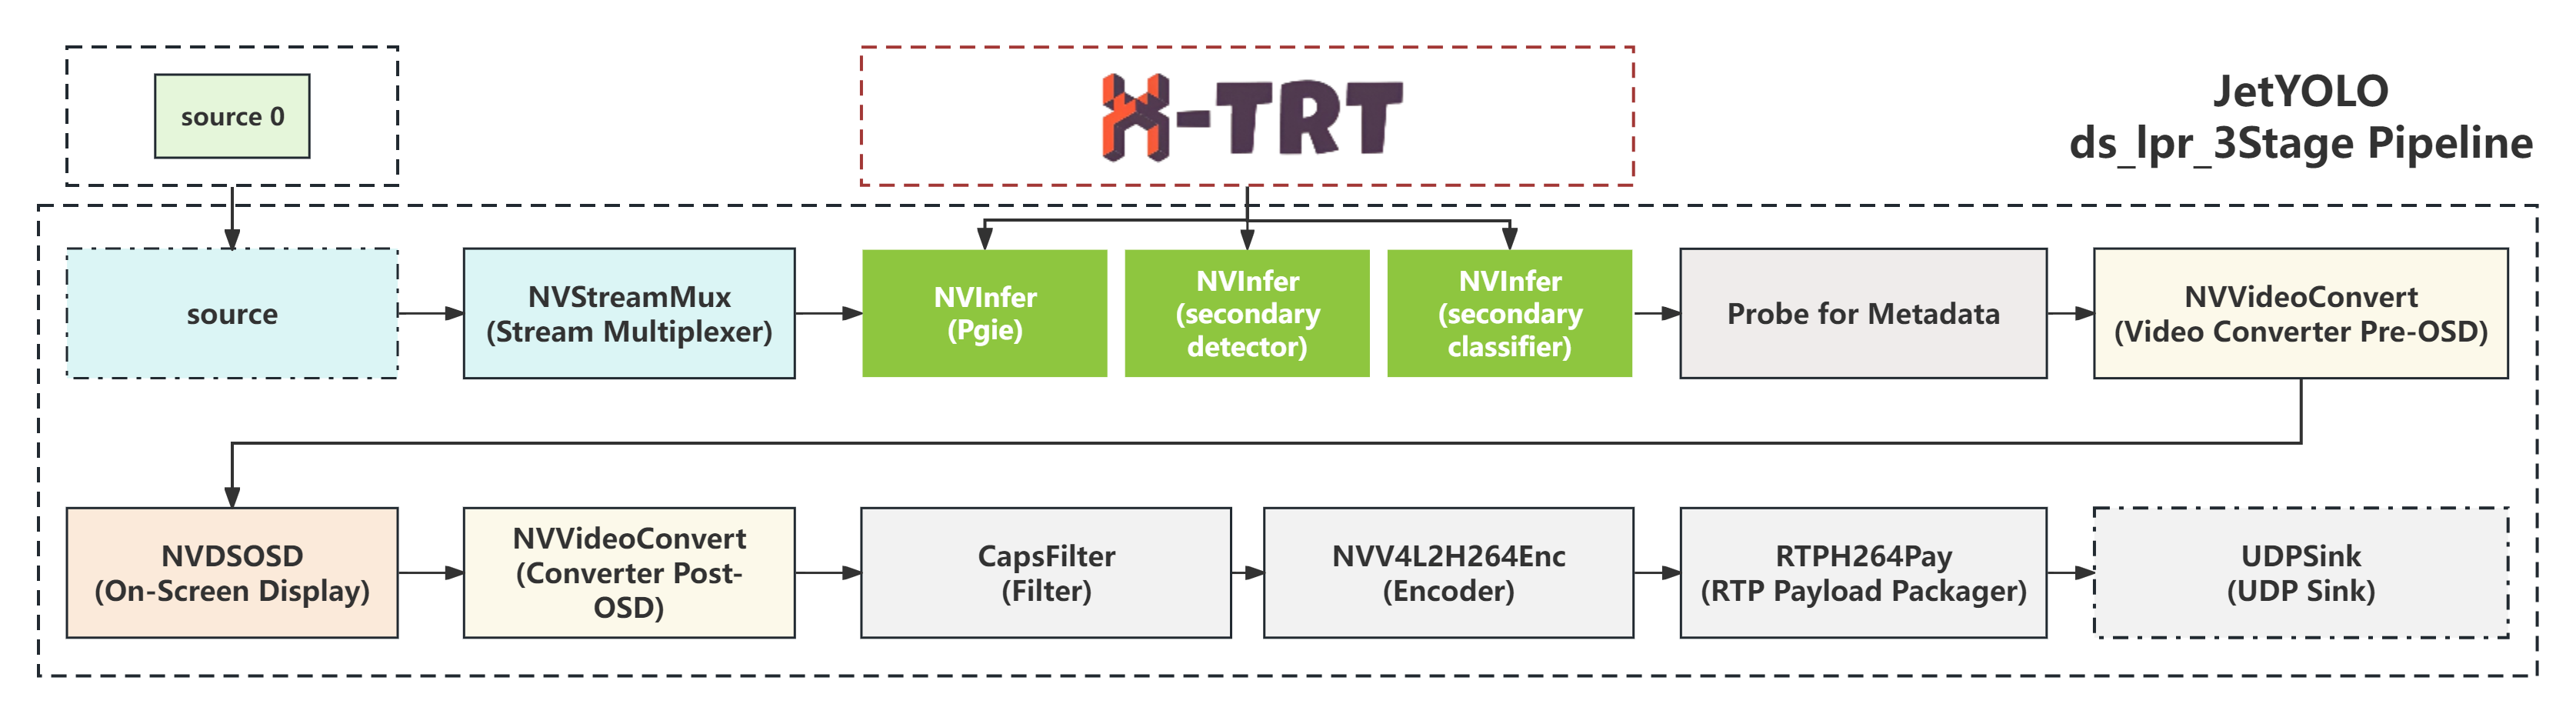 source 0
X-TRT
JetYOLO
ds_lpr_3Stage Pipeline
source
NVStreamMux
(Stream Multiplexer)
NVInfer
(Pgie)
NVInfer
(secondary
detector)
NVInfer
(secondary
classifier)
Probe for Metadata
NVVideoConvert
(Video Converter Pre-OSD)
NVDSOSD
(On-Screen Display)
NVVideoConvert
(Converter Post-
OSD)
CapsFilter
(Filter)
NVV4L2H264Enc
(Encoder)
RTPH264Pay
(RTP Payload Packager)
UDPSink
(UDP Sink)